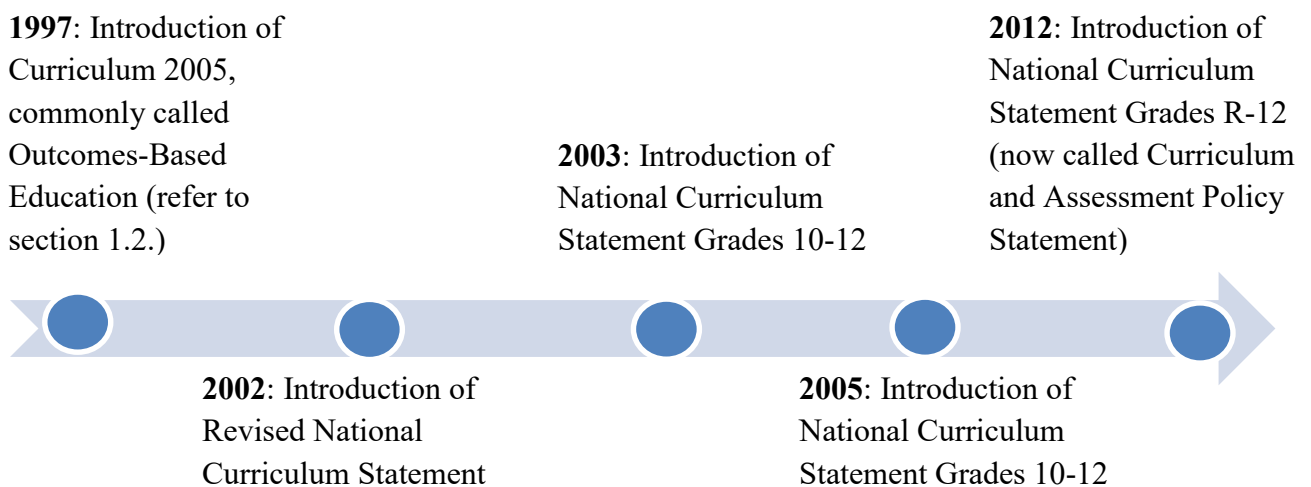 1997: Introduction of
Curriculum 2005,
commonly called
Outcomes-Based
Education (refer to
section 1.2.)
2002: Introduction of
Revised National
Curriculum Statement
2003: Introduction of
National Curriculum
Statement Grades 10-12
2005: Introduction of
National Curriculum
Statement Grades 10-12
2012: Introduction of
National Curriculum
Statement Grades R-12
(now called Curriculum
and Assessment Policy
Statement)